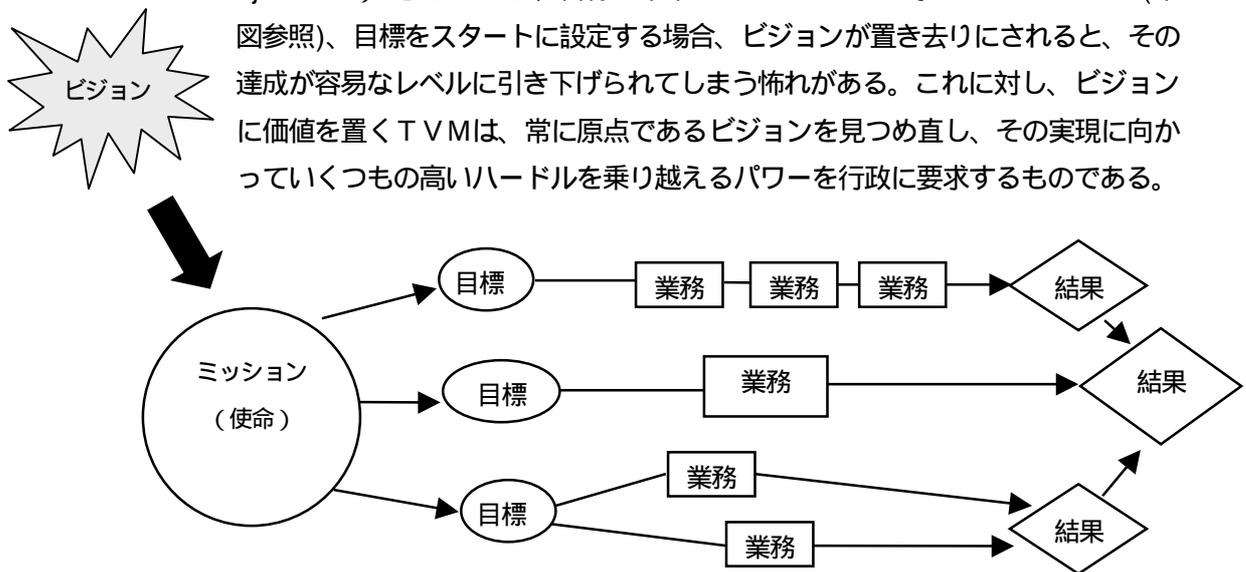 図参照)、目標をスタートに設定する場合、ビジョンが置き去りにされると、その
達成が容易なレベルに引き下げられてしまう怖れがある。これに対し、ビジョン
に価値を置くＴＶＭは、常に原点であるビジョンを見つめ直し、その実現に向か
っていくつもの高いハードルを乗り越えるパワーを行政に要求するものである。
ビジョン
目標
業務
業務
業務
結果
ミッション
（使命）
目標
業務
結果
目標
業務
業務
結果